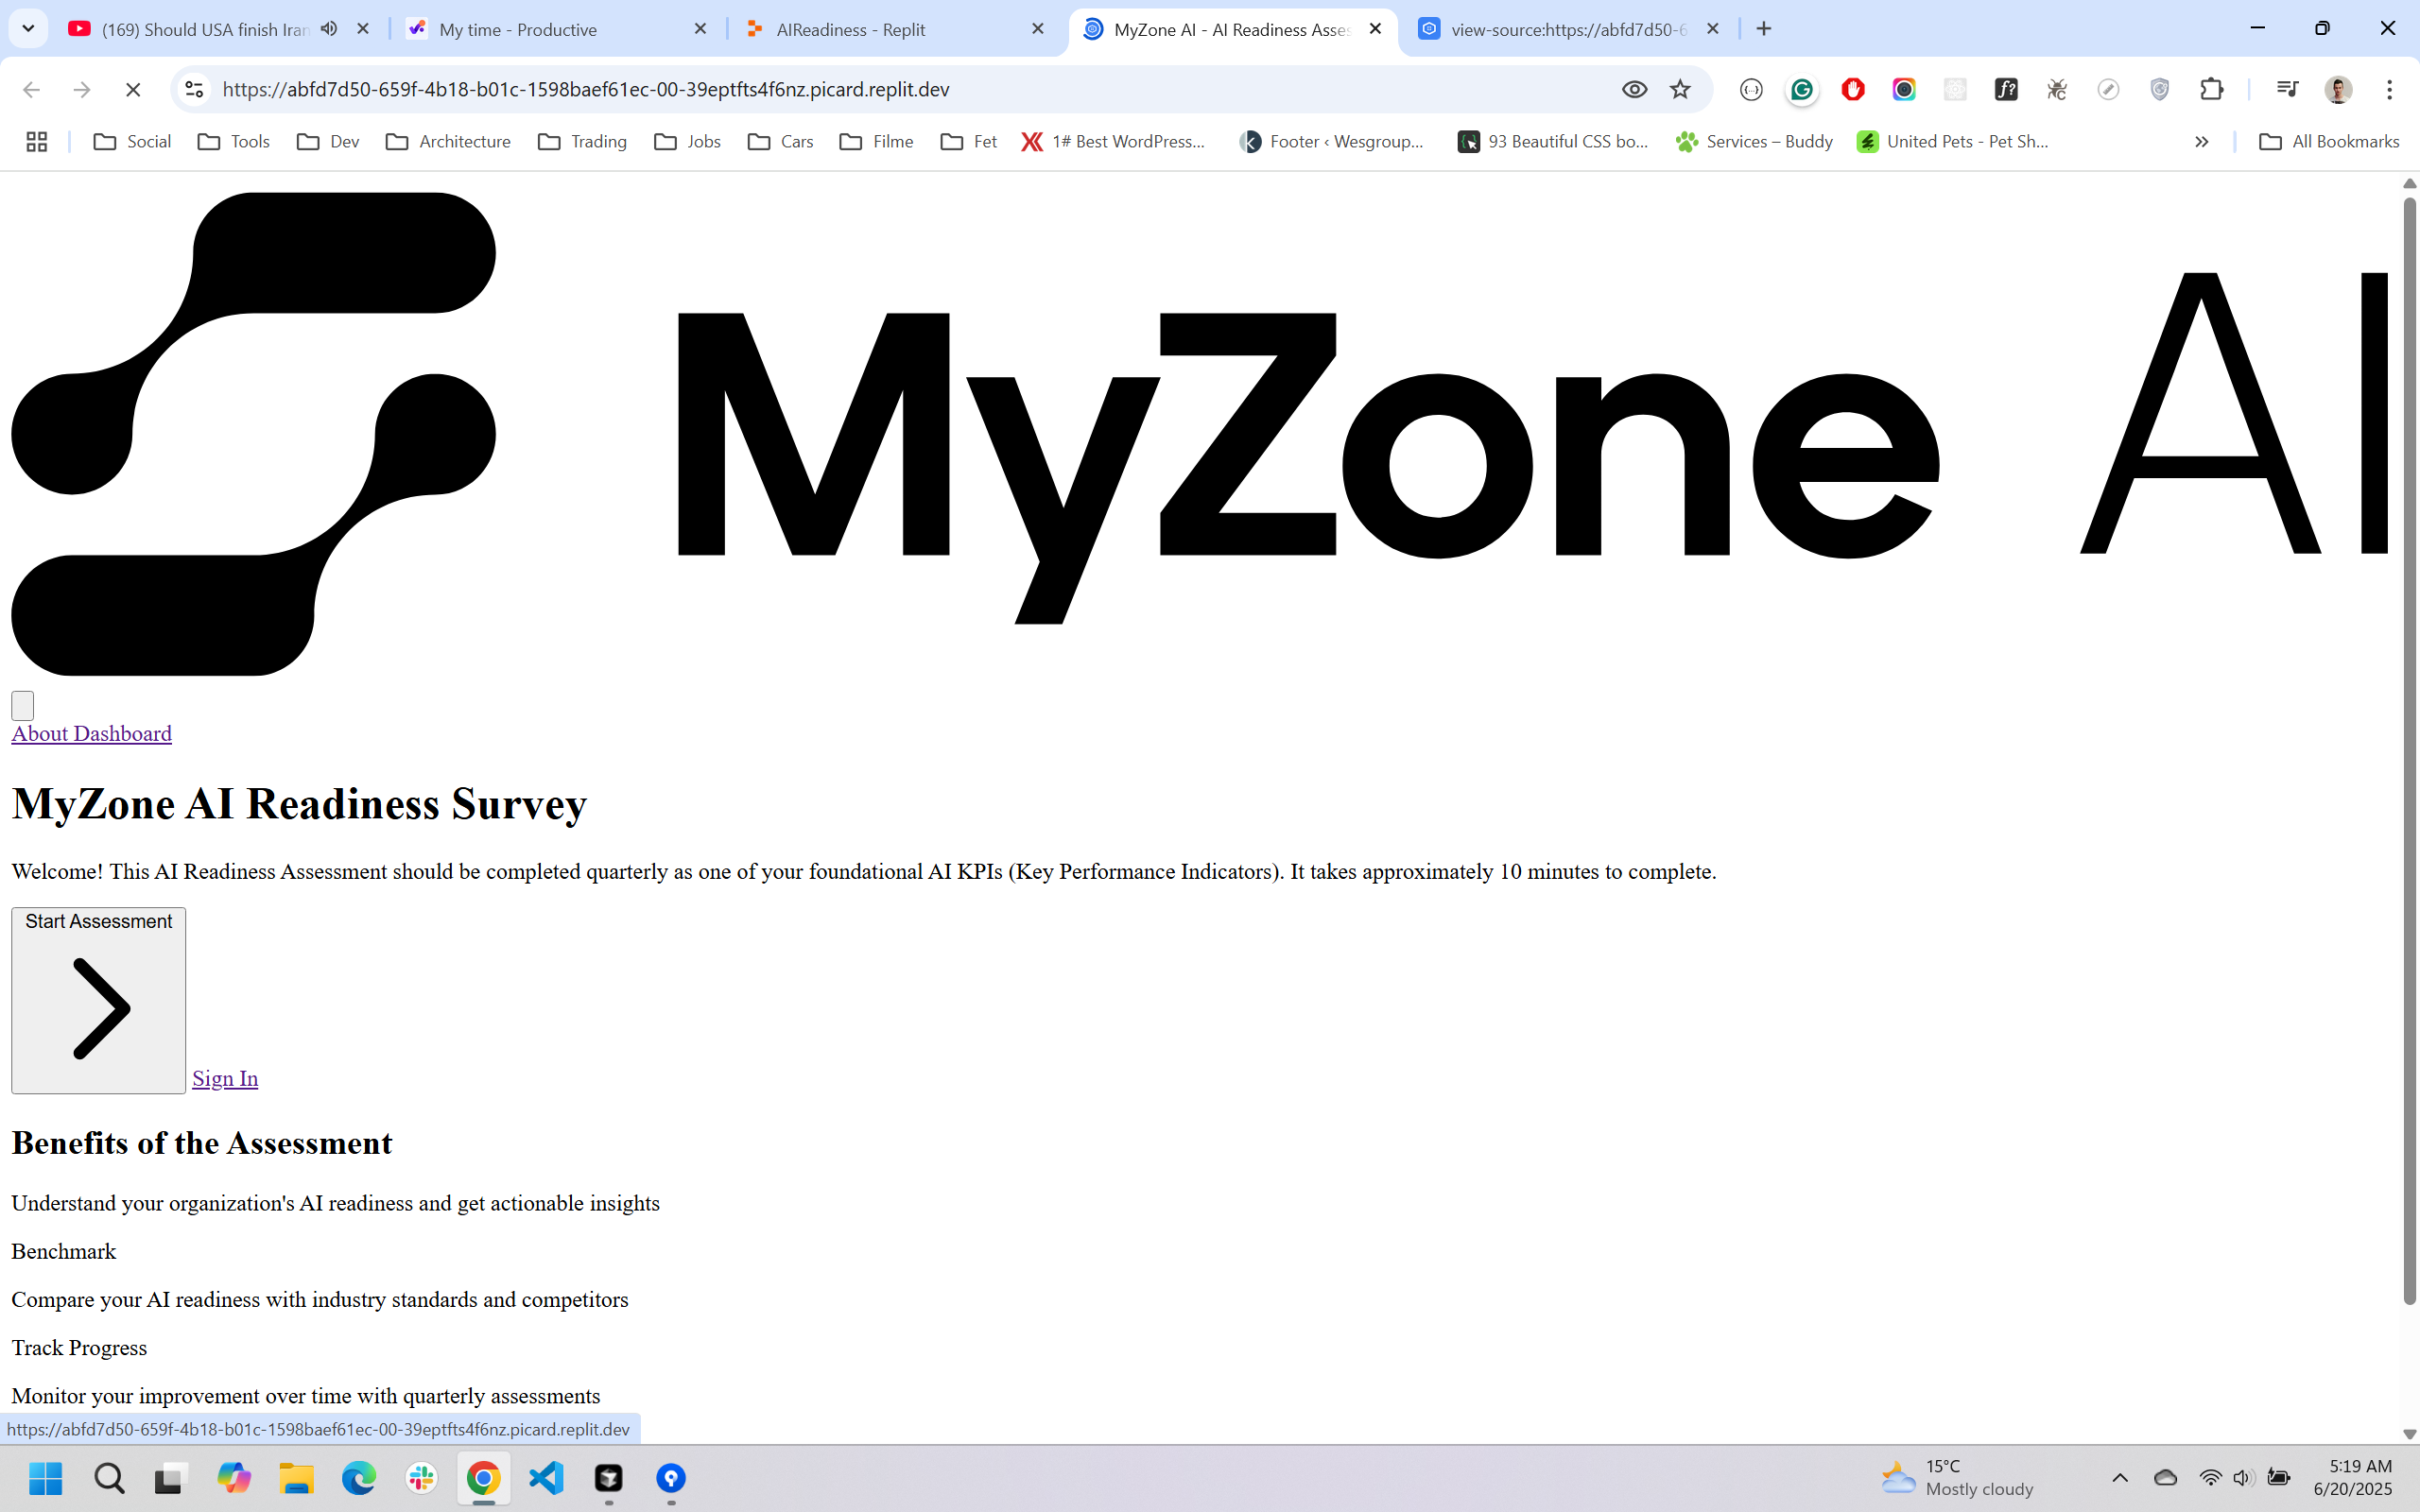 (169) Should USA finish Iran
My time - Productive
AIReadiness - Replit
MyZone AI - AI Readiness Asses
view-source:https://abfd7d50-6
https://abfd7d50-659f-4b18-b01c-1598baef61ec-00-39eptfts4f6nz.picard.replit.dev
Social
Tools
Dev
Architecture
Trading
Jobs
Cars
Filme
Fet
1# Best WordPress...
Footer ‹ Wesgroup...
93 Beautiful CSS bo...
Services – Buddy
United Pets - Pet Sh...
All Bookmarks
MyZone AI
About Dashboard
MyZone AI Readiness Survey
Welcome! This AI Readiness Assessment should be completed quarterly as one of your foundational AI KPIs (Key Performance Indicators). It takes approximately 10 minutes to complete.
Start Assessment
Sign In
Benefits of the Assessment
Understand your organization's AI readiness and get actionable insights
Benchmark
Compare your AI readiness with industry standards and competitors
Track Progress
Monitor your improvement over time with quarterly assessments
https://abfd7d50-659f-4b18-b01c-1598baef61ec-00-39eptfts4f6nz.picard.replit.dev
15°C
Mostly cloudy
5:19 AM
6/20/2025